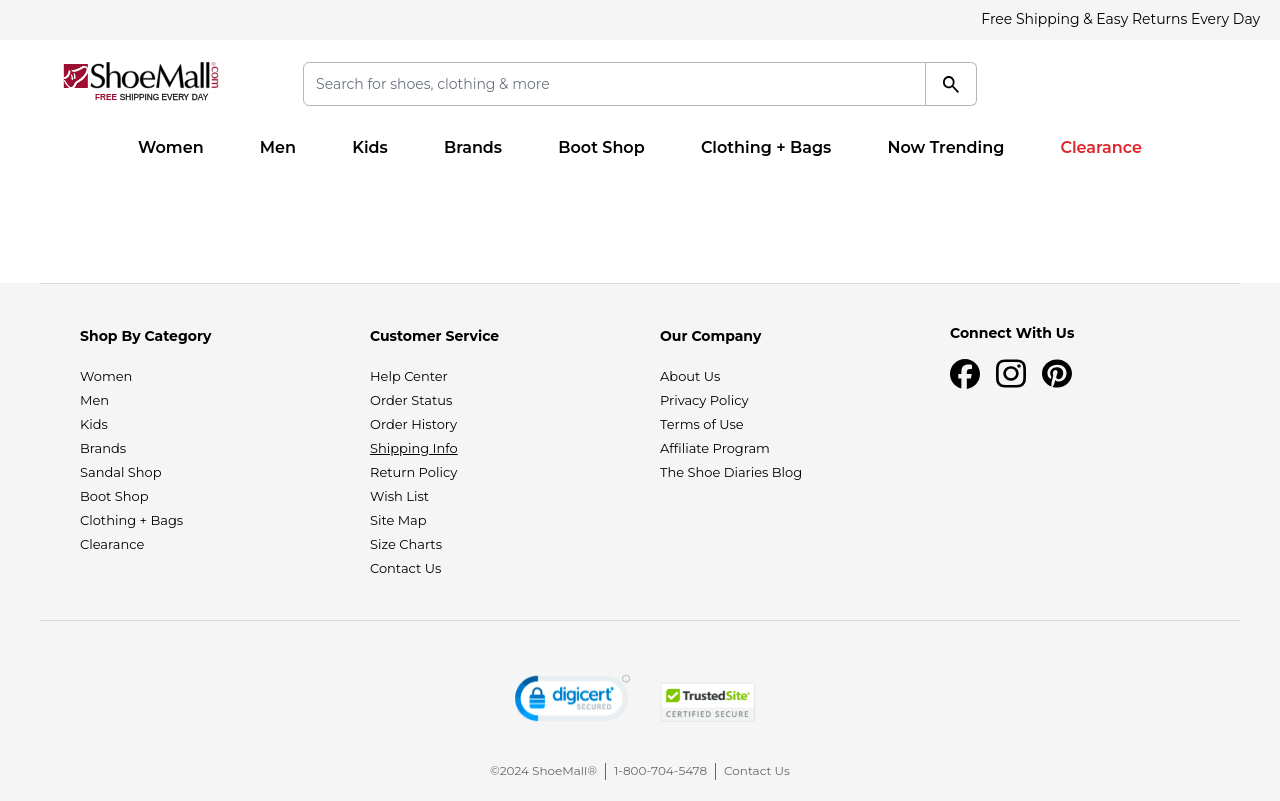 Free Shipping & Easy Returns Every Day
ShoeMall®.com
FREE SHIPPING EVERY DAY
Search for shoes, clothing & more
Women Men Kids Brands Boot Shop Clothing + Bags Now Trending Clearance
Shop By Category
Women
Men
Kids
Brands
Sandal Shop
Boot Shop
Clothing + Bags
Clearance
Customer Service
Help Center
Order Status
Order History
Shipping Info
Return Policy
Wish List
Site Map
Size Charts
Contact Us
Our Company
About Us
Privacy Policy
Terms of Use
Affiliate Program
The Shoe Diaries Blog
Connect With Us
digicert®
SECURED
TrustedSite®
CERTIFIED SECURE
©2024 ShoeMall® 1-800-704-5478 Contact Us